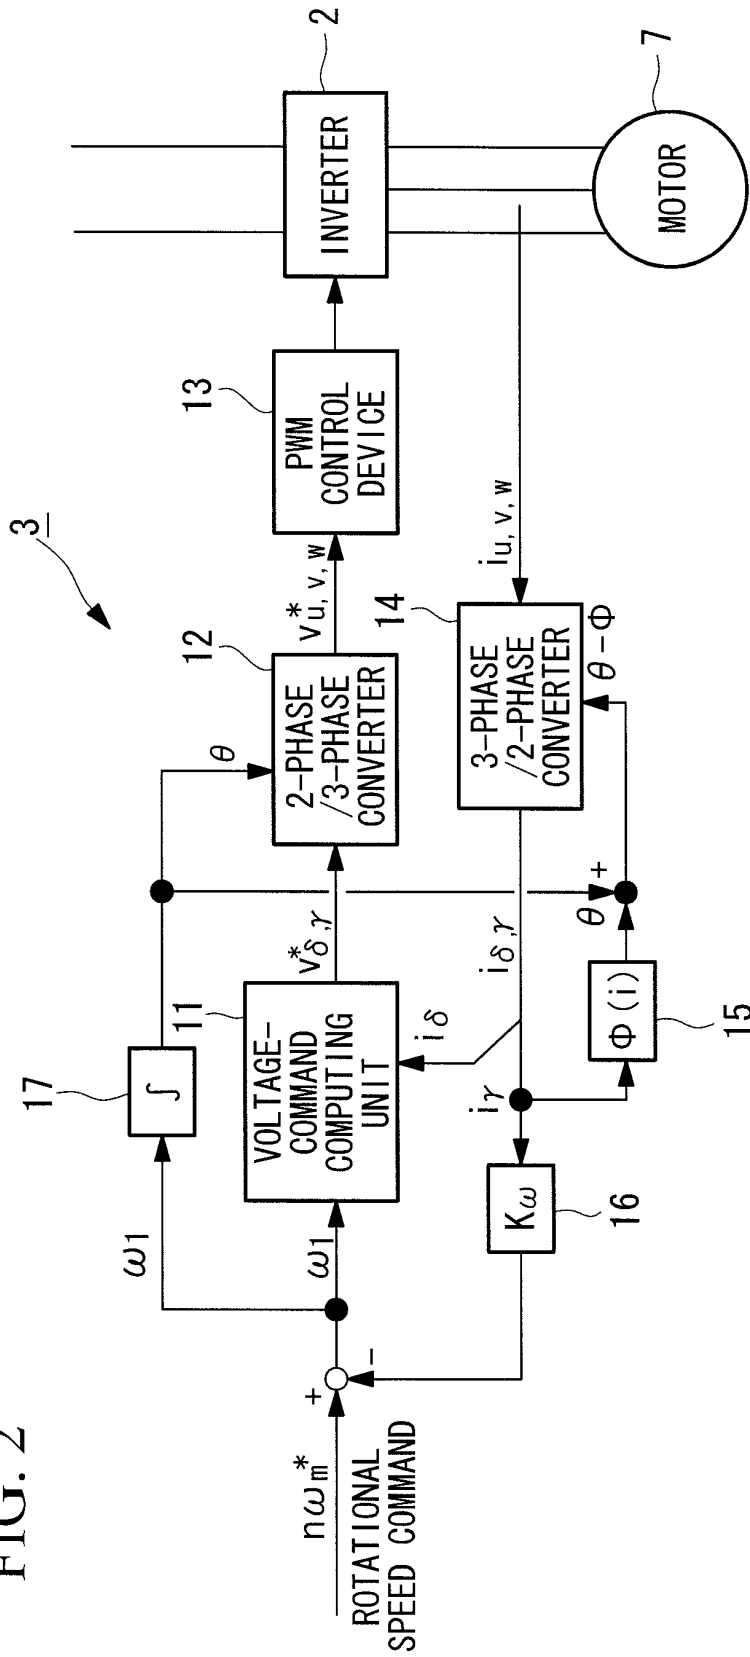 FIG. 2
3
17
∫
ω1
θ
11
VOLTAGE-
COMMAND
COMPUTING
UNIT
12
2-PHASE
/3-PHASE
CONVERTER
13
PWM
CONTROL
DEVICE
2
INVERTER
nωm*
+
-
ω1
v*δ,γ
v*u,v,w
ROTATIONAL
SPEED COMMAND
iδ
iγ
iδ,γ
14
3-PHASE
/2-PHASE
CONVERTER
iu,v,w
7
MOTOR
Kω
16
Φ(i)
15
θ
+
θ-Φ